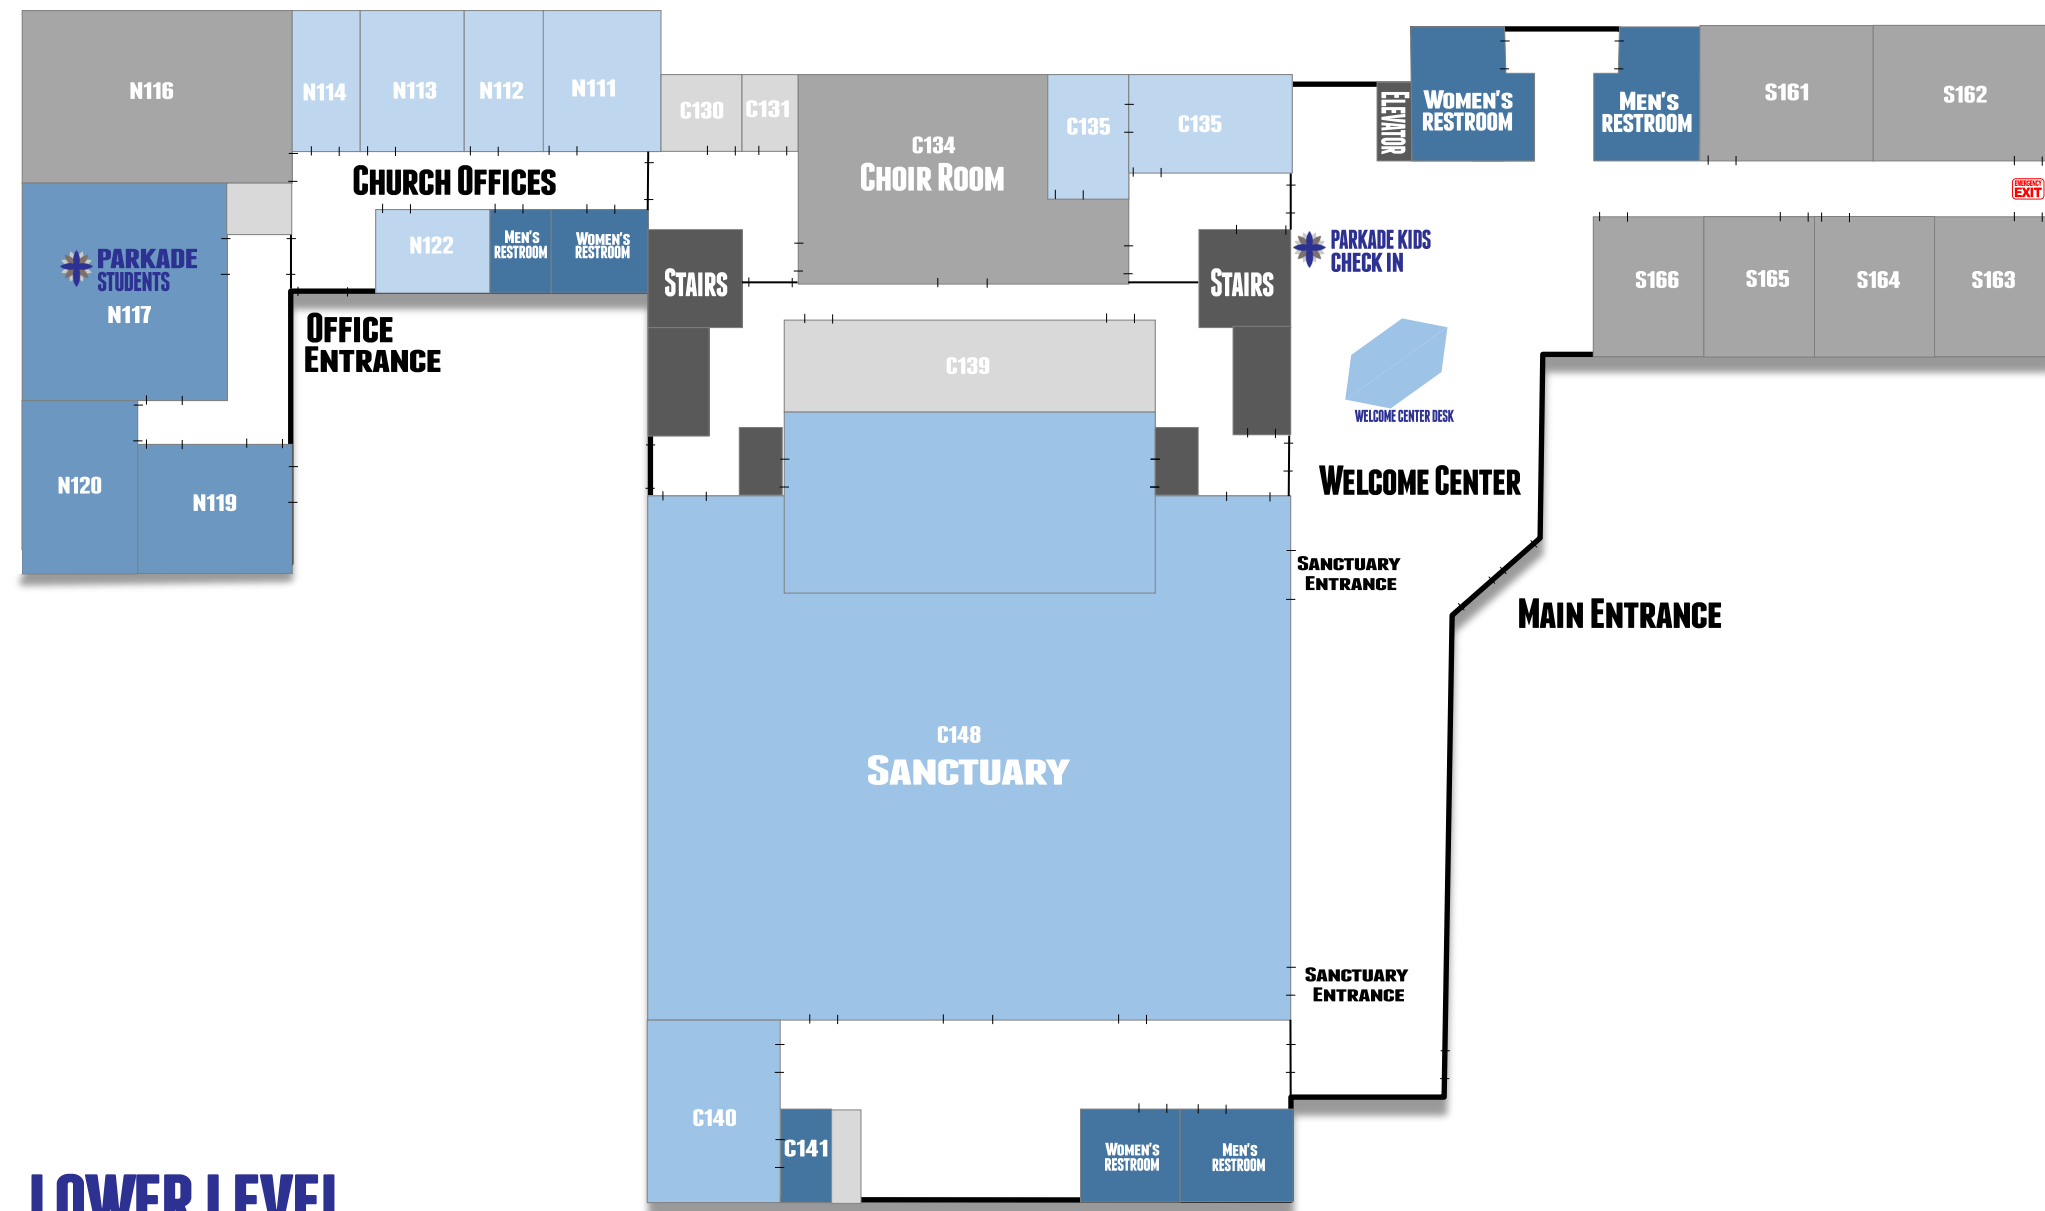 N116
N114
N113
N112
N111
C130
C131
C134
CHOIR ROOM
C135
C135
ELEVATOR
WOMEN'S
RESTROOM
MEN'S
RESTROOM
S161
S162
EMERGENCY
EXIT
CHURCH OFFICES
N122
MEN'S
RESTROOM
WOMEN'S
RESTROOM
PARKADE
STUDENTS
N117
STAIRS
STAIRS
PARKADE KIDS
CHECK IN
S166
S165
S164
S163
OFFICE
ENTRANCE
C139
WELCOME CENTER DESK
N120
N119
WELCOME CENTER
SANCTUARY
ENTRANCE
MAIN ENTRANCE
C148
SANCTUARY
SANCTUARY
ENTRANCE
C140
C141
WOMEN'S
RESTROOM
MEN'S
RESTROOM
LOWER LEVEL